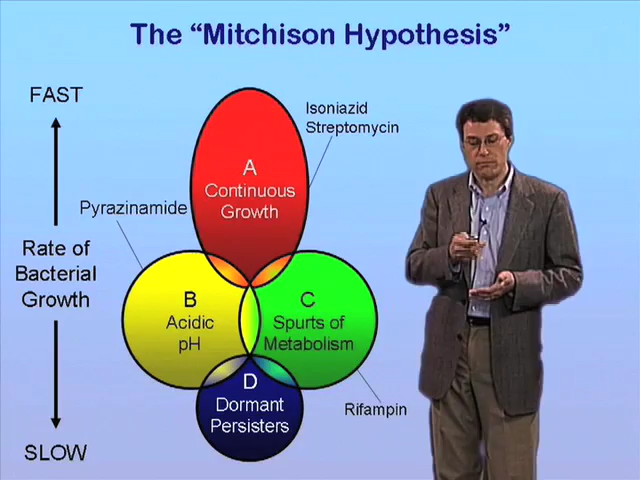 The “Mitchison Hypothesis”
FAST
Isoniazid
Streptomycin
A
Continuous
Growth
Pyrazinamide
Rate of
Bacterial
Growth
B
Acidic
pH
C
Spurts of
Metabolism
D
Dormant
Persisters
Rifampin
SLOW